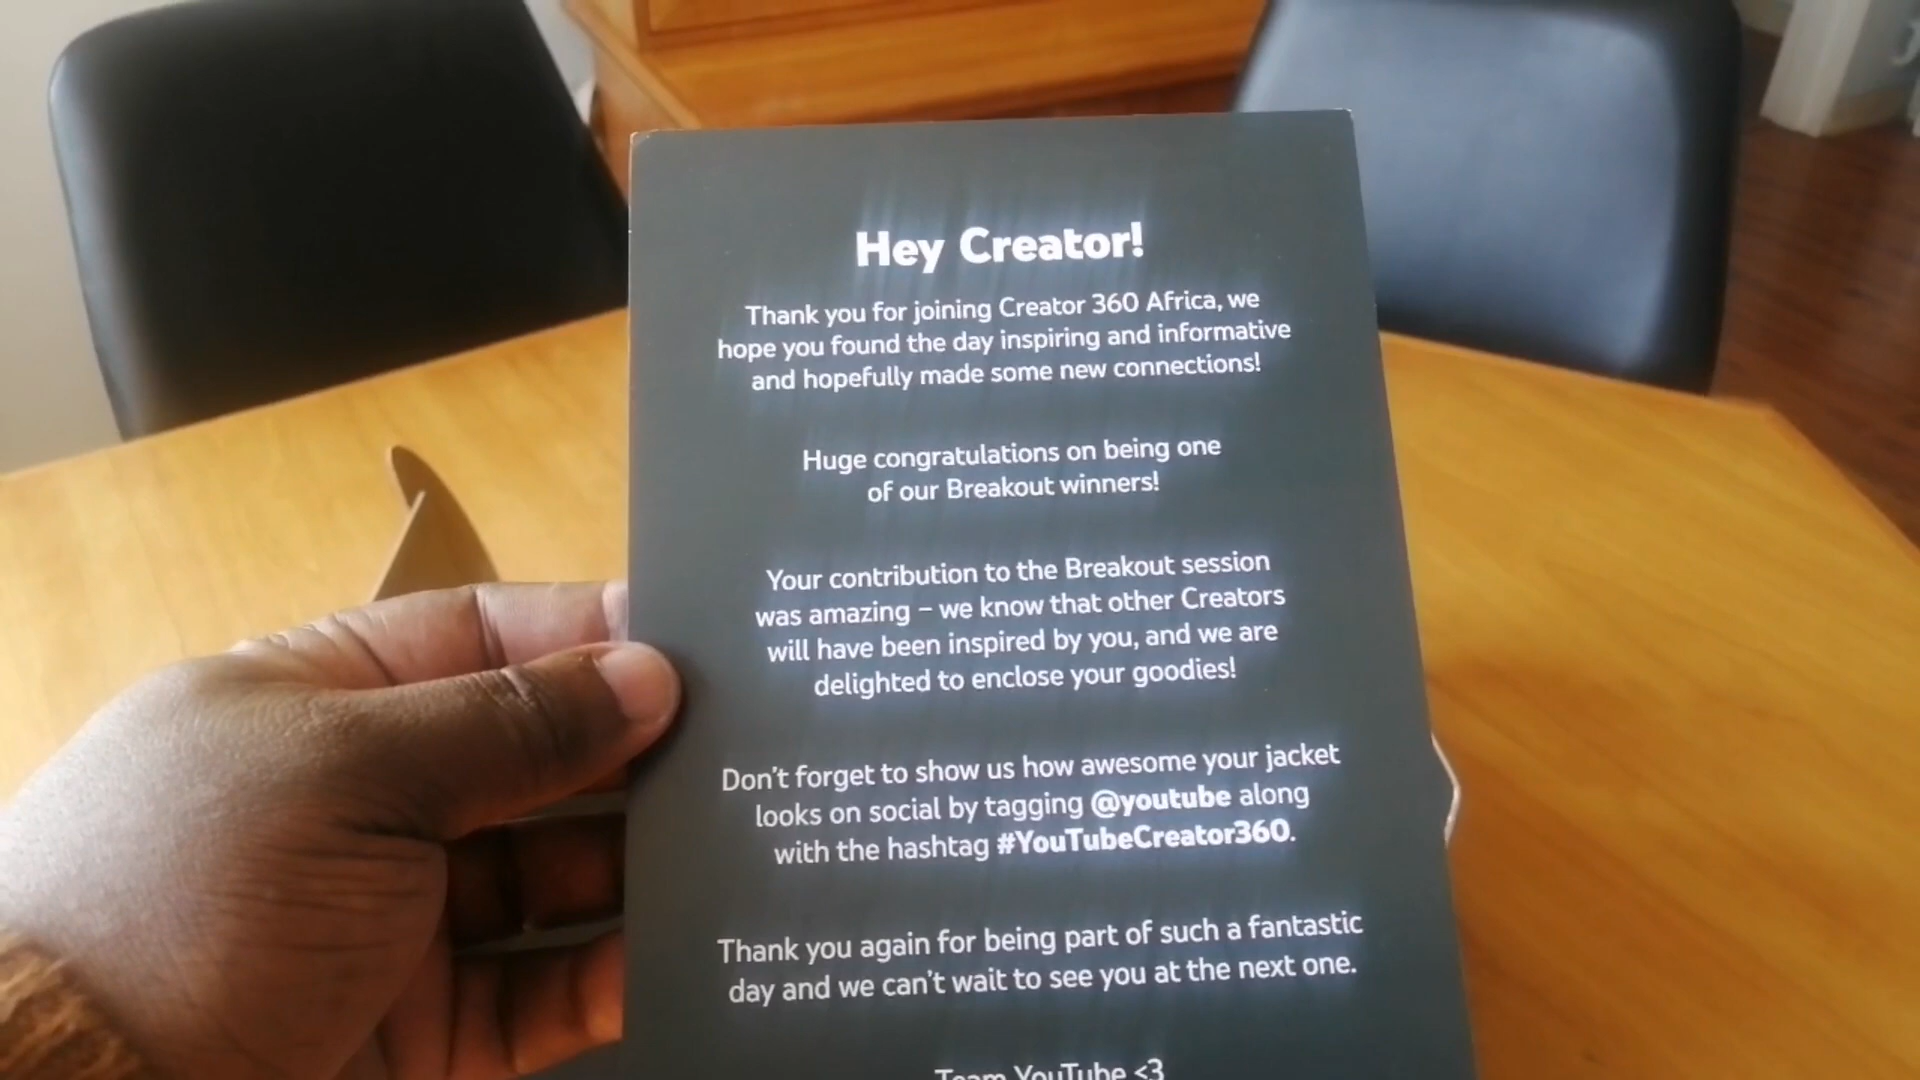 Hey Creator!
Thank you for joining Creator 360 Africa, we
hope you found the day inspiring and informative
and hopefully made some new connections!
Huge congratulations on being one
of our Breakout winners!
Your contribution to the Breakout session
was amazing – we know that other Creators
will have been inspired by you, and we are
delighted to enclose your goodies!
Don't forget to show us how awesome your jacket
looks on social by tagging @youtube along
with the hashtag #YouTubeCreator360.
Thank you again for being part of such a fantastic
day and we can't wait to see you at the next one.
Team YouTube <3